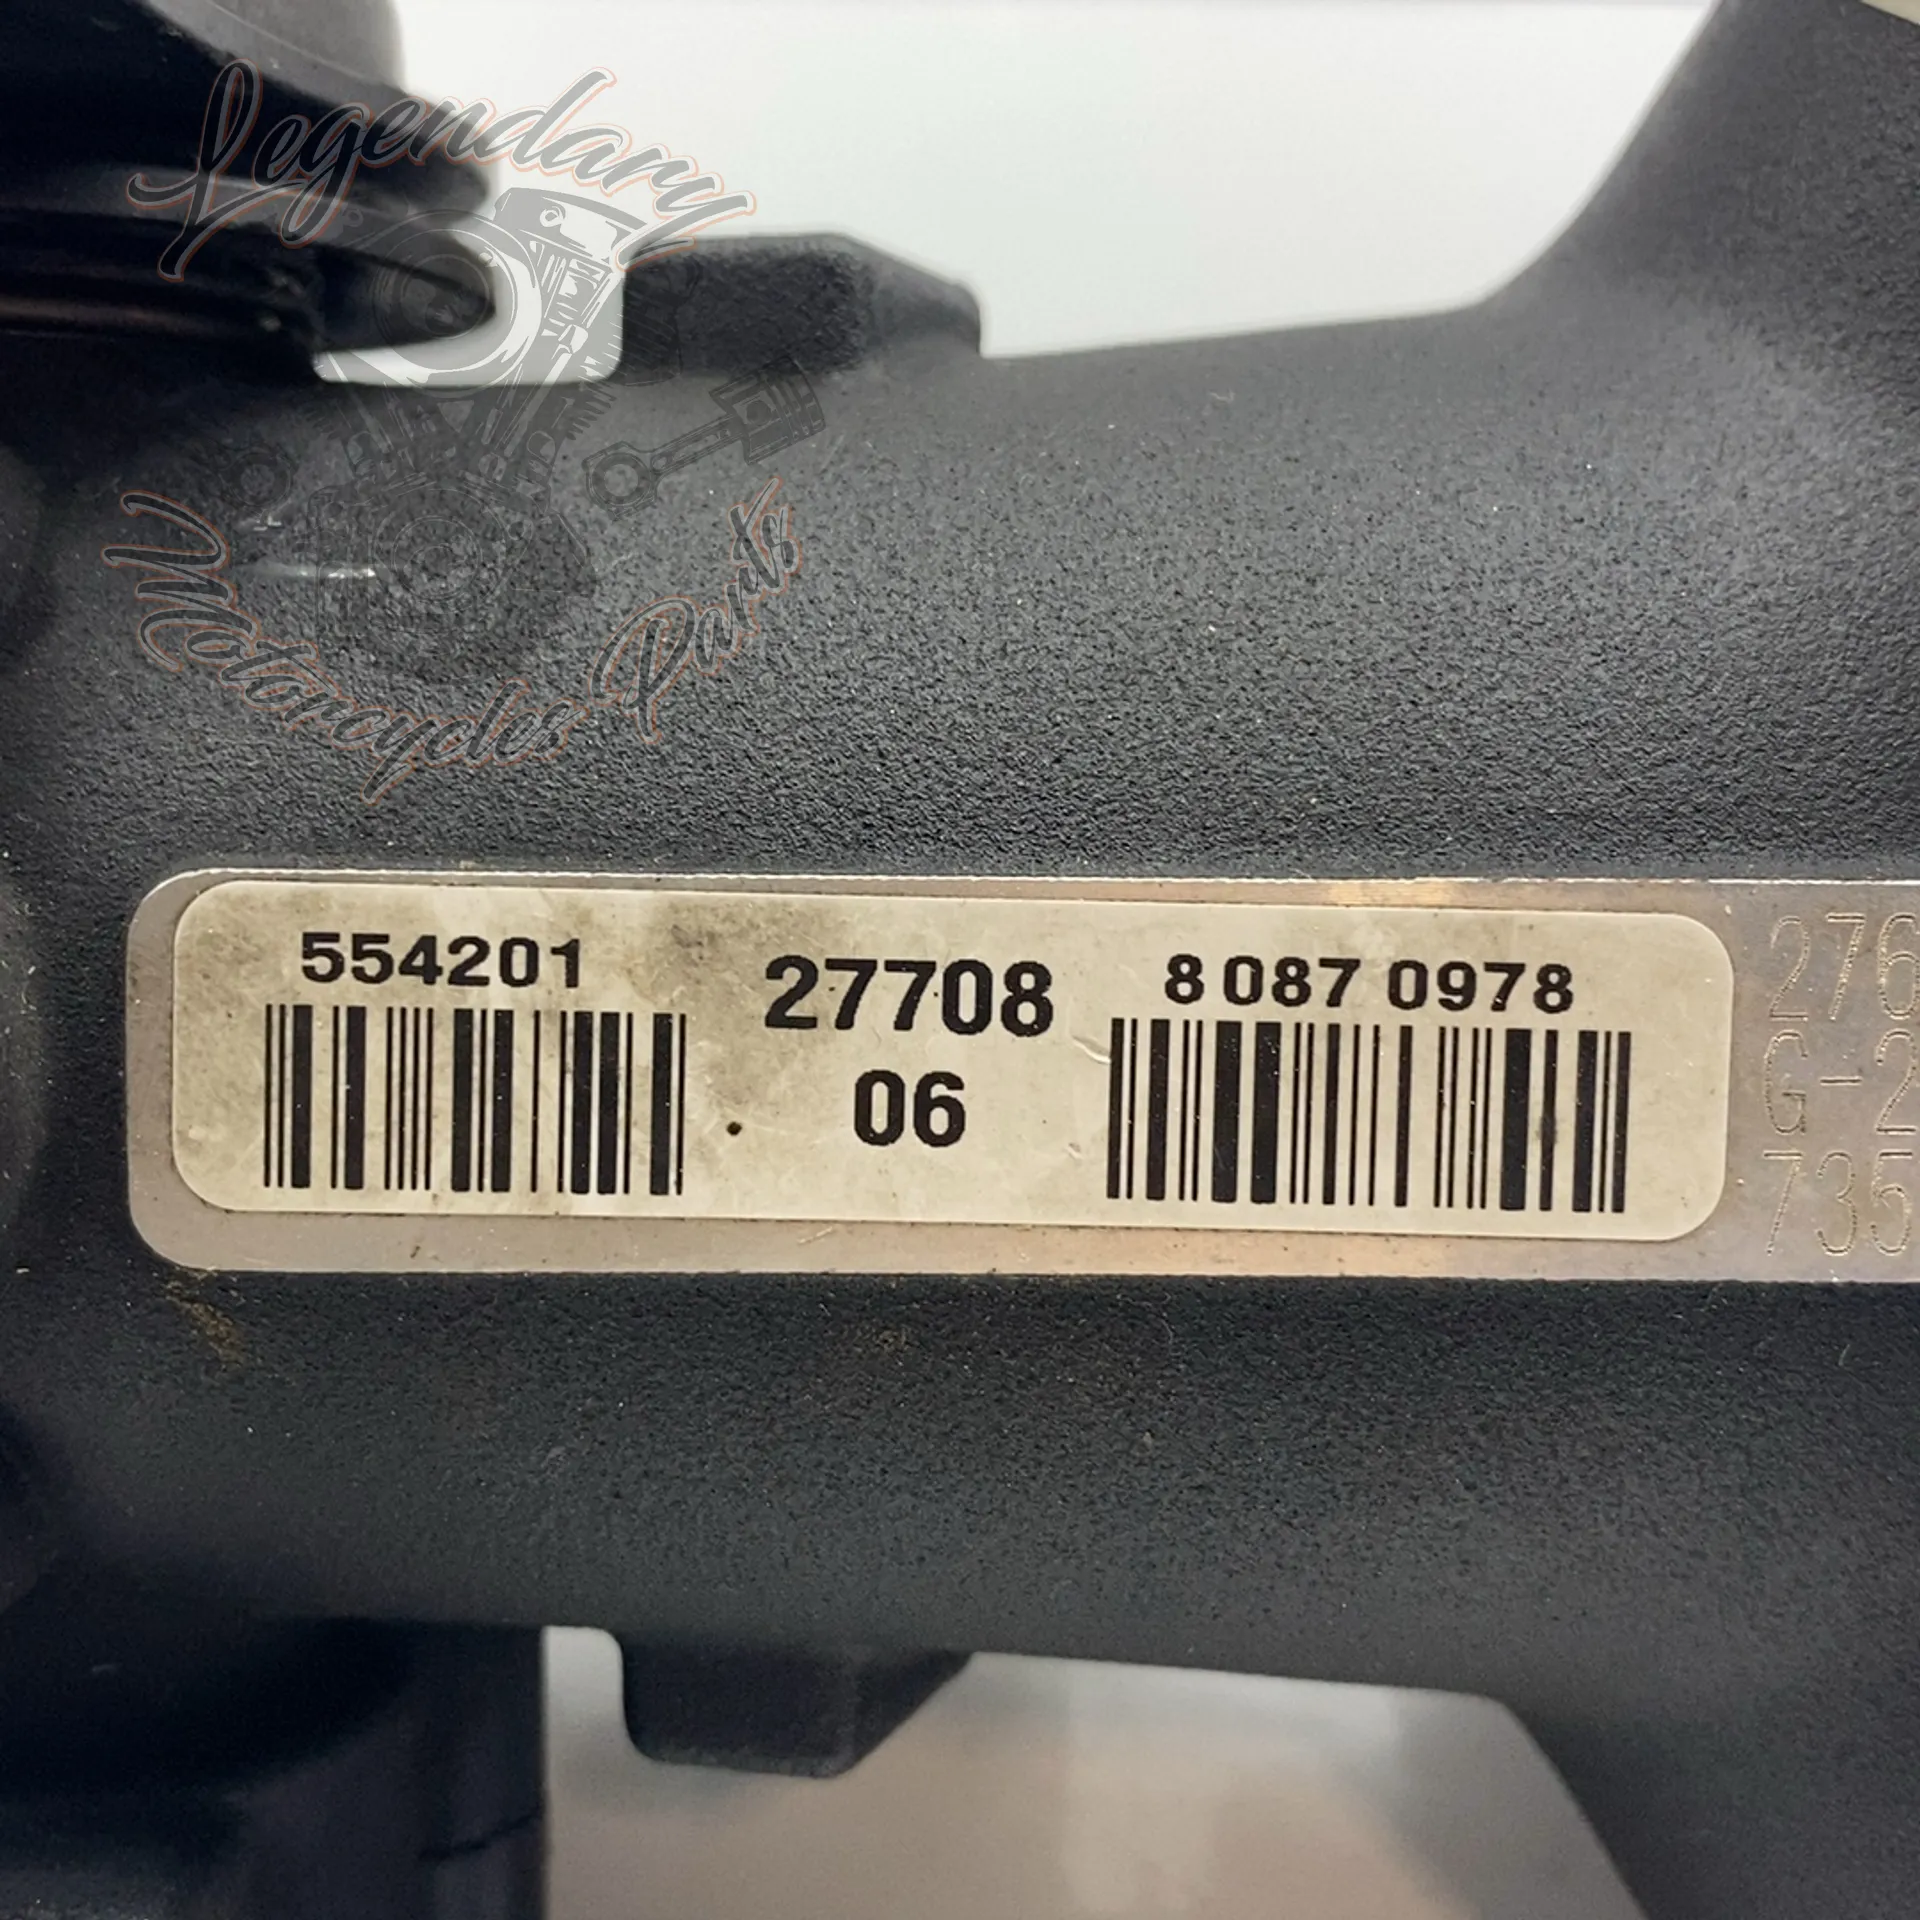 Legendary
Motorcycles Parts
554201
27708
06
8 087 0978
276
G-2
735